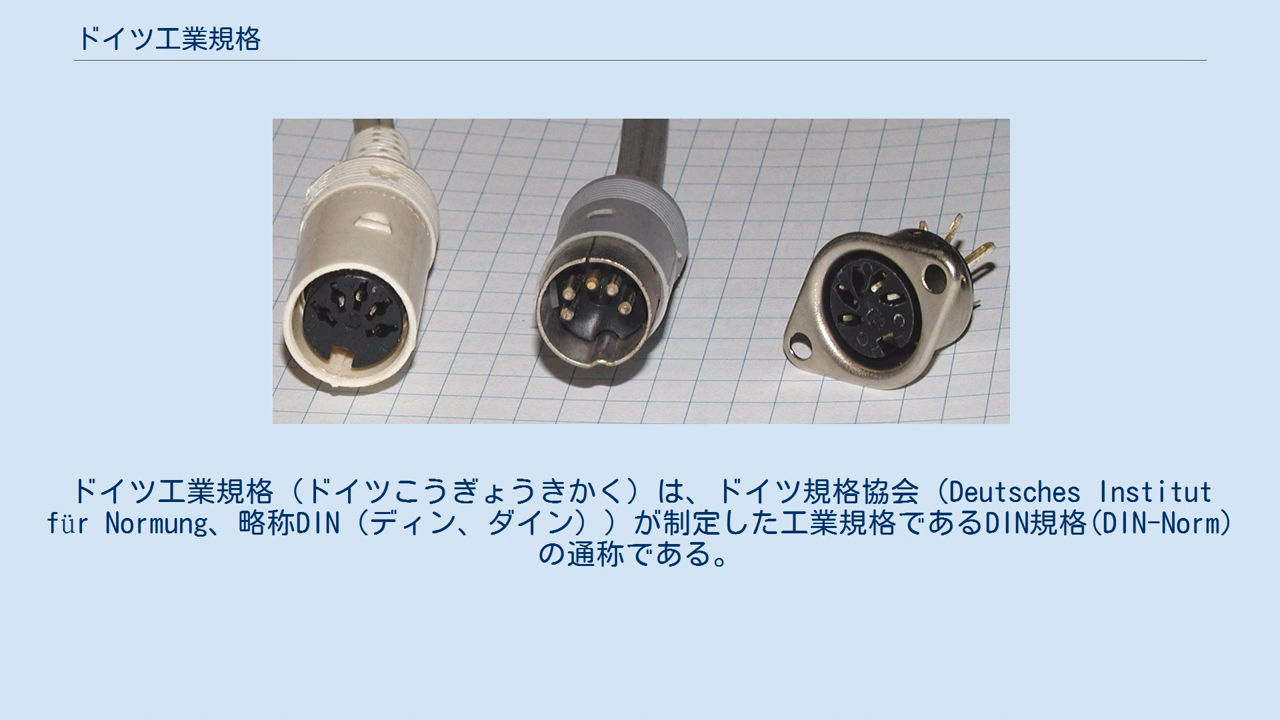 ドイツ工業規格
ドイツ工業規格（ドイツこうぎょうきかく）は、ドイツ規格協会（Deutsches Institut
für Normung、略称DIN（ディン、ダイン））が制定した工業規格であるDIN規格(DIN-Norm)
の通称である。